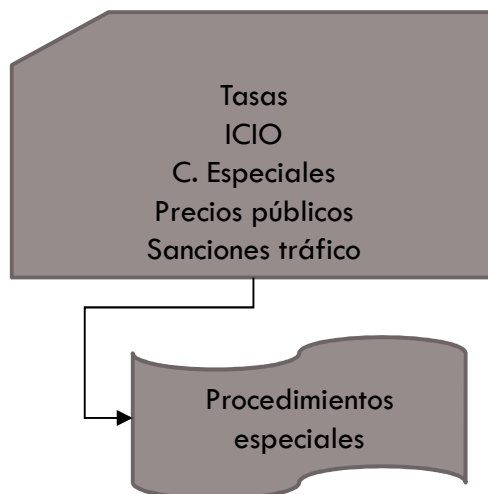 Tasas
ICIO
C. Especiales
Precios públicos
Sanciones tráfico
Procedimientos
especiales